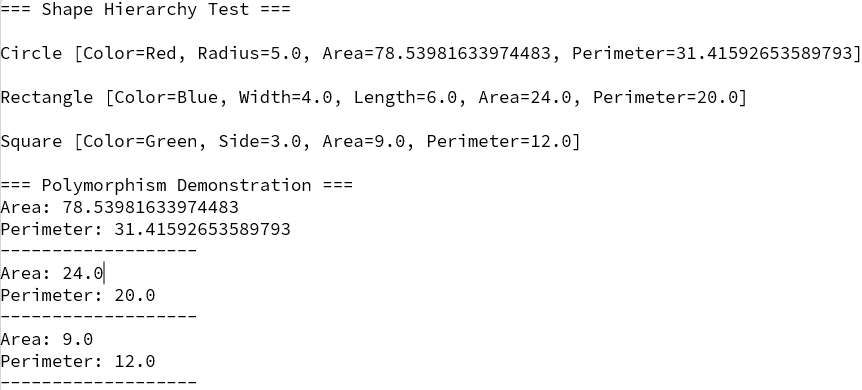 === Shape Hierarchy Test ===
Circle [Color=Red, Radius=5.0, Area=78.53981633974483, Perimeter=31.41592653589793]
Rectangle [Color=Blue, Width=4.0, Length=6.0, Area=24.0, Perimeter=20.0]
Square [Color=Green, Side=3.0, Area=9.0, Perimeter=12.0]
=== Polymorphism Demonstration ===
Area: 78.53981633974483
Perimeter: 31.41592653589793
-------------------
Area: 24.0
Perimeter: 20.0
-------------------
Area: 9.0
Perimeter: 12.0
-------------------